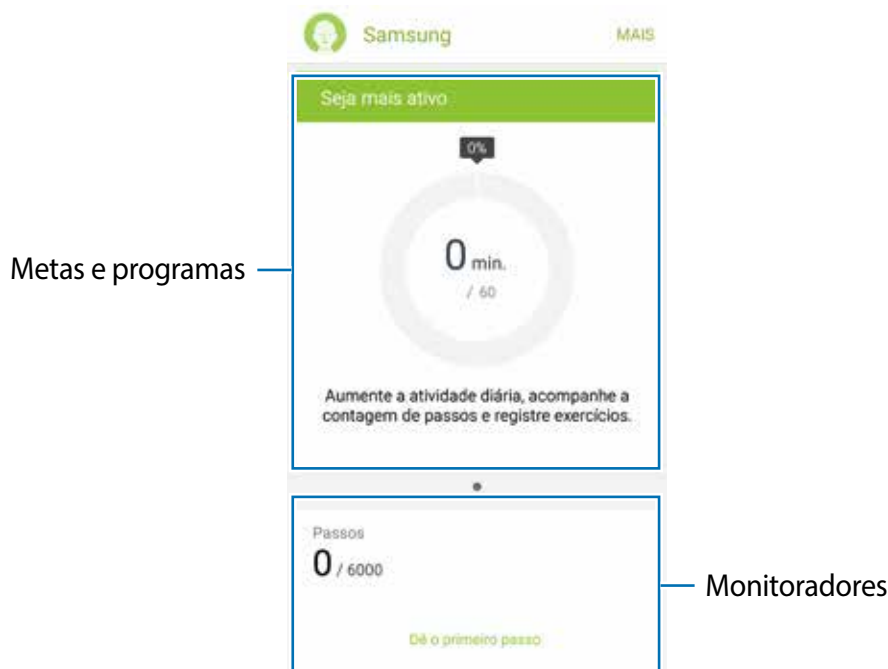 Samsung
MAIS
Seja mais ativo
0%
0 min.
/ 60
Metas e programas
Aumente a atividade diária, acompanhe a
contagem de passos e registre exercícios.
Passos
0 / 6000
Monitoradores
Dê o primeiro passo